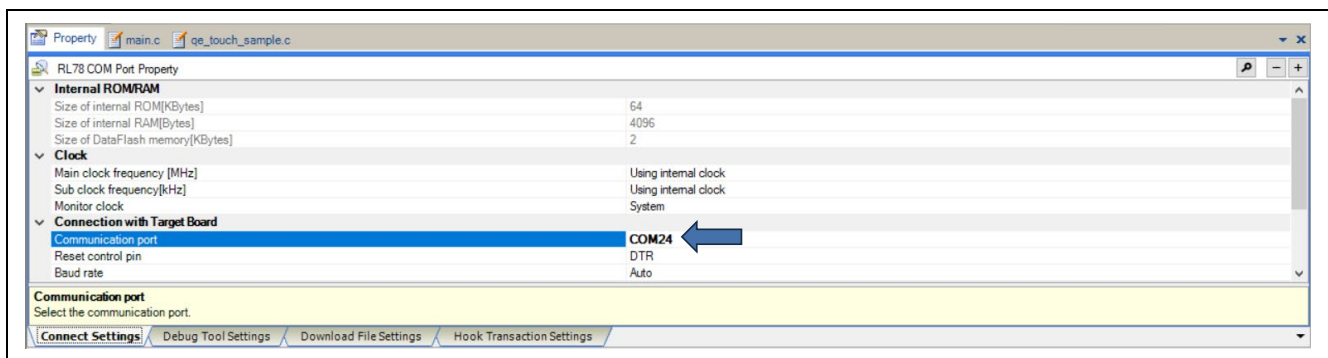 Property main.c qe_touch_sample.c
RL78 COM Port Property
Internal ROM/RAM
Size of internal ROM[KBytes] 64
Size of internal RAM[Bytes] 4096
Size of DataFlash memory[KBytes] 2
Clock
Main clock frequency [MHz] Using internal clock
Sub clock frequency[kHz] Using internal clock
Monitor clock System
Connection with Target Board
Communication port COM24
Reset control pin DTR
Baud rate Auto
Communication port
Select the communication port.
Connect Settings Debug Tool Settings Download File Settings Hook Transaction Settings